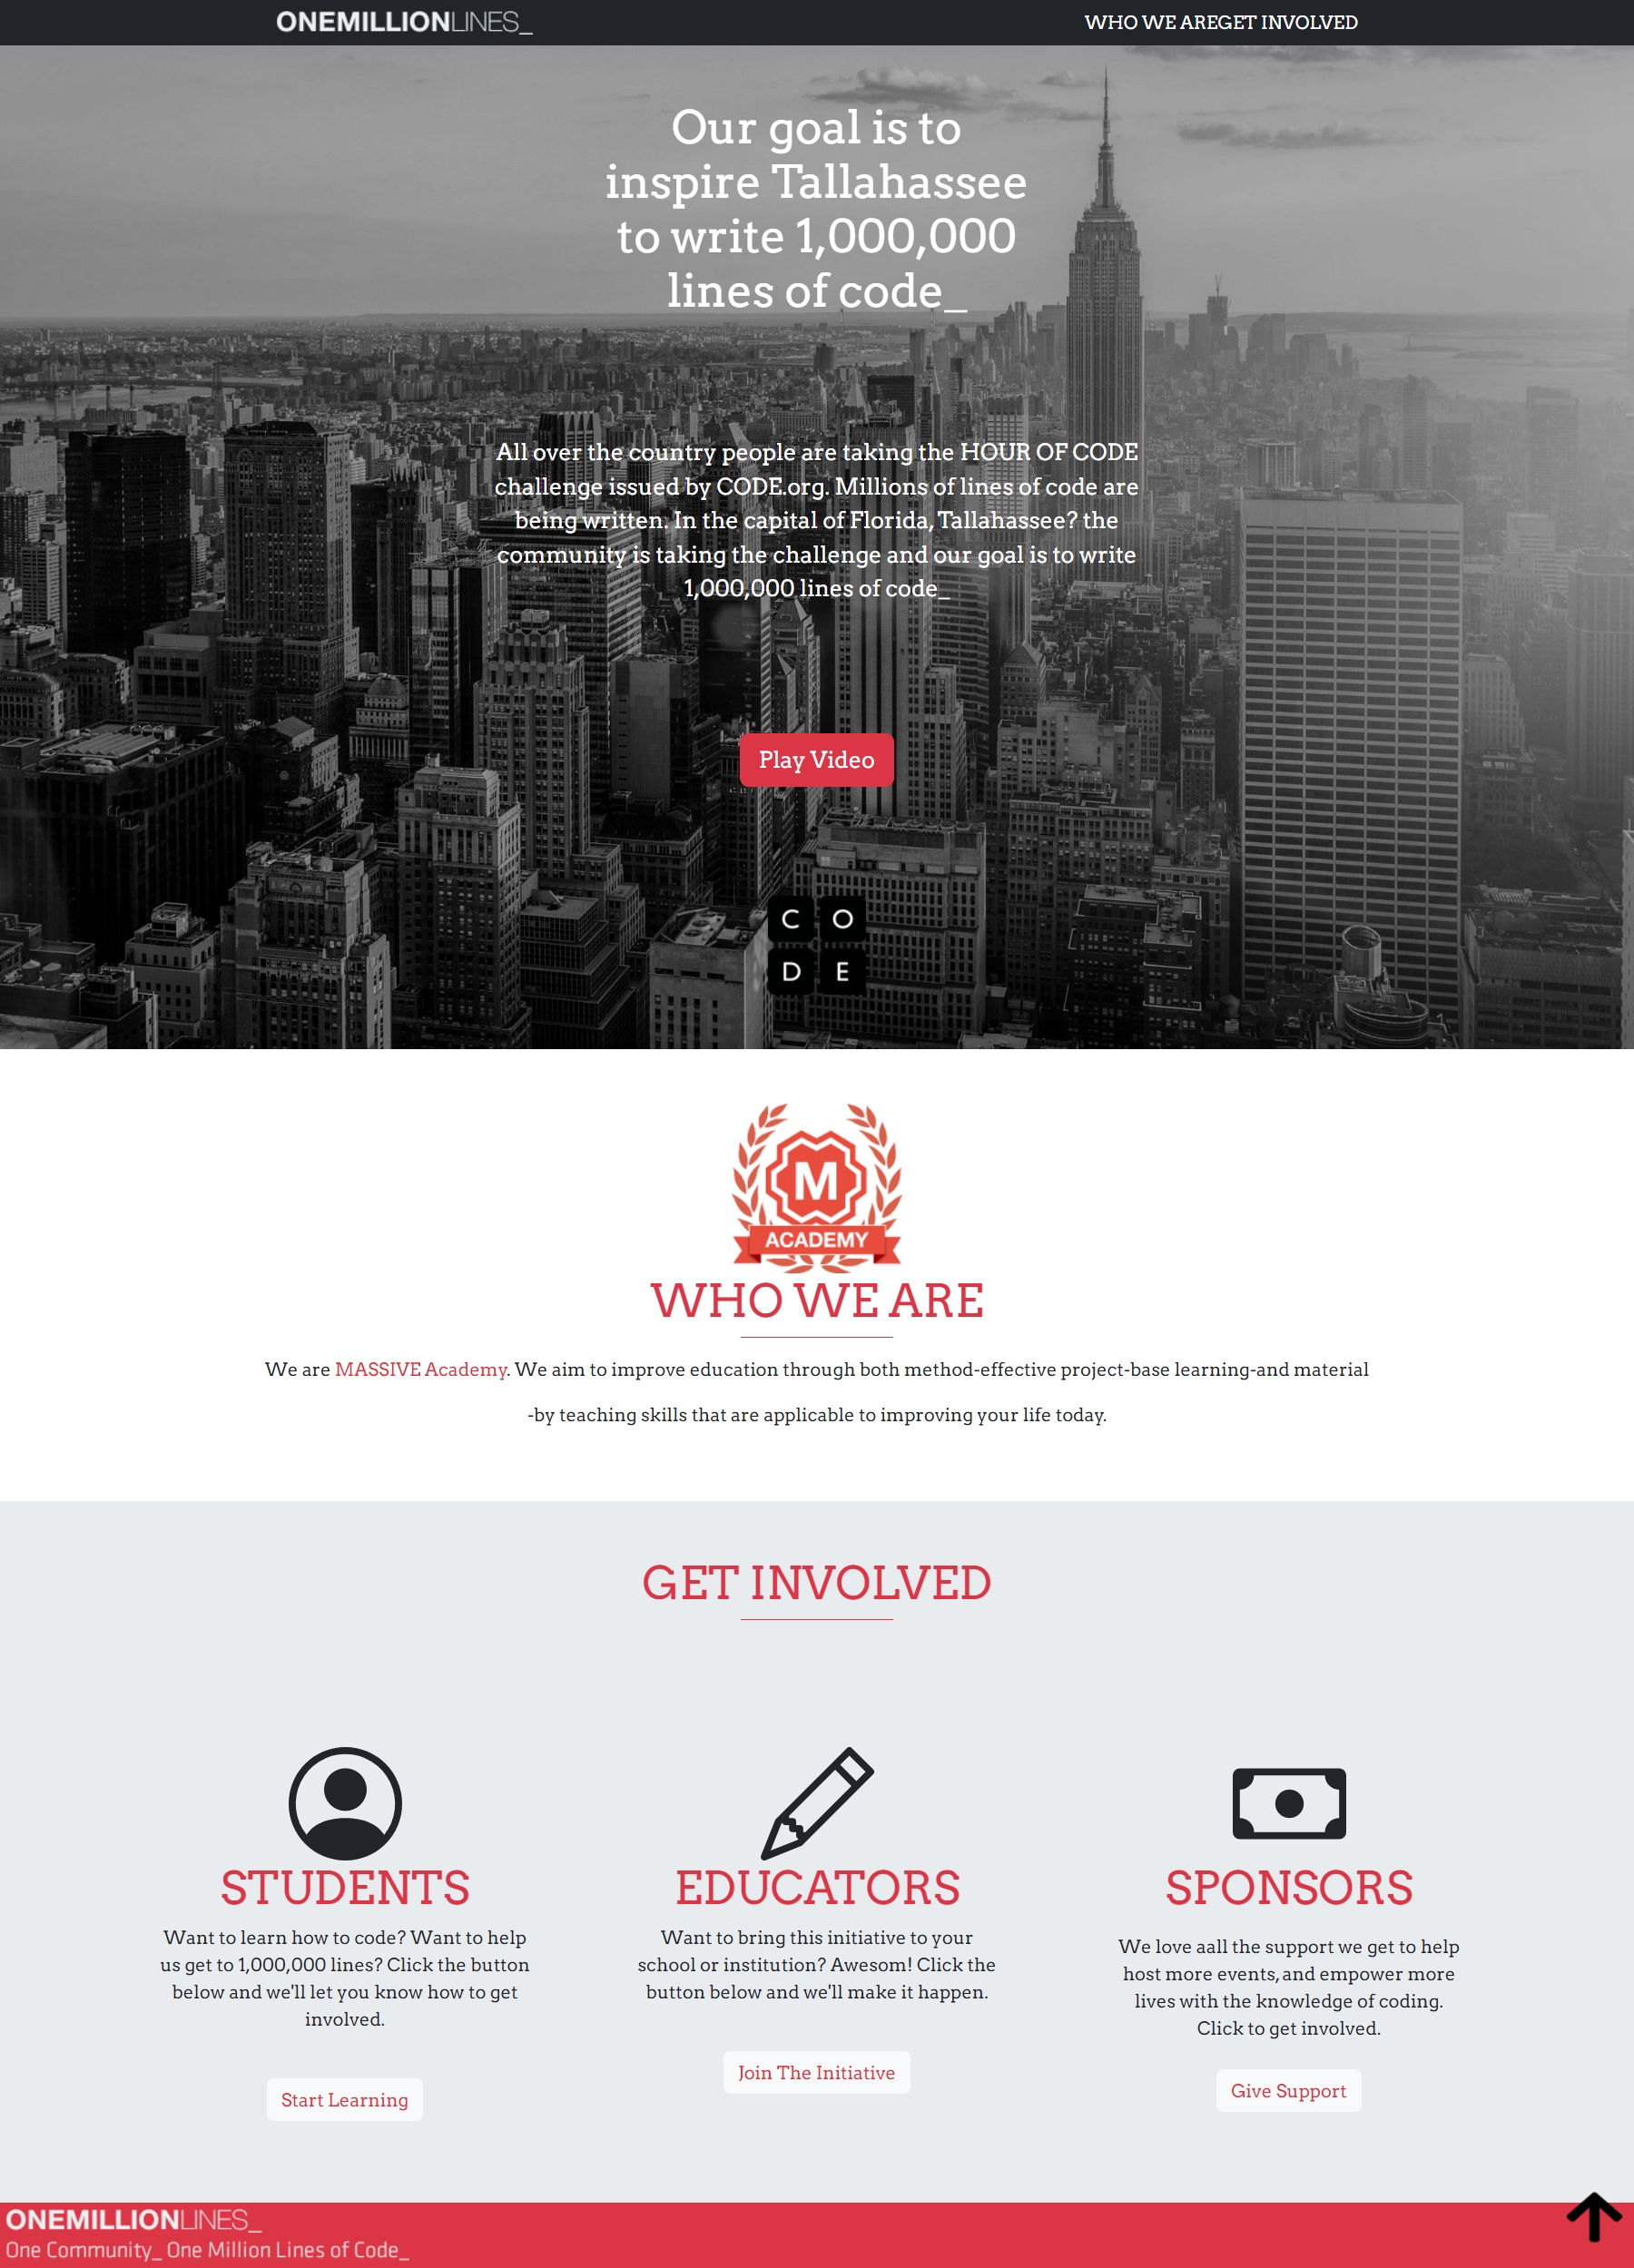 ONEMILLIONLINES_
WHO WE AREGET INVOLVED
Our goal is to
inspire Tallahassee
to write 1,000,000
lines of code_
All over the country people are taking the HOUR OF CODE
challenge issued by CODE.org. Millions of lines of code are
being written. In the capital of Florida, Tallahassee? the
community is taking the challenge and our goal is to write
1,000,000 lines of code_
Play Video
C O
D E
M
ACADEMY
WHO WE ARE
We are MASSIVE Academy. We aim to improve education through both method-effective project-base learning-and material
-by teaching skills that are applicable to improving your life today.
GET INVOLVED
STUDENTS
Want to learn how to code? Want to help
us get to 1,000,000 lines? Click the button
below and we'll let you know how to get
involved.
Start Learning
EDUCATORS
Want to bring this initiative to your
school or institution? Awesom! Click the
button below and we'll make it happen.
Join The Initiative
SPONSORS
We love aall the support we get to help
host more events, and empower more
lives with the knowledge of coding.
Click to get involved.
Give Support
ONEMILLIONLINES_
One Community_ One Million Lines of Code_